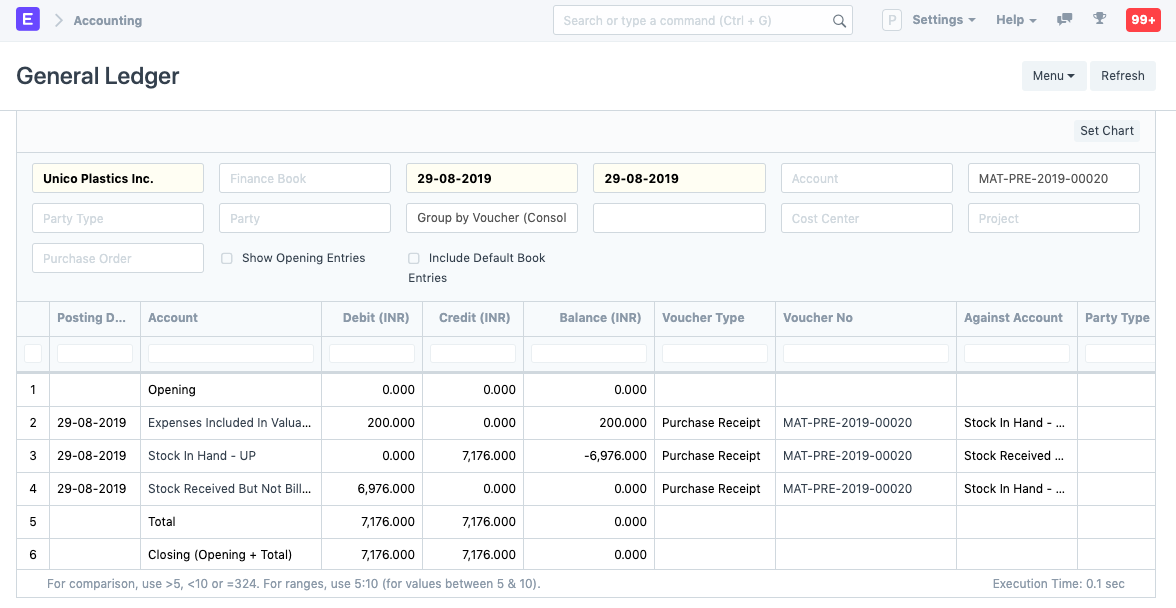 E Accounting Search or type a command (Ctrl + G) P Settings Help 99+
General Ledger Menu Refresh
Set Chart
Unico Plastics Inc. Finance Book 29-08-2019 29-08-2019 Account MAT-PRE-2019-00020
Party Type Party Group by Voucher (Consol Cost Center Project
Purchase Order Show Opening Entries Include Default Book
Entries
Posting D... Account Debit (INR) Credit (INR) Balance (INR) Voucher Type Voucher No Against Account Party Type
1 Opening 0.000 0.000 0.000
2 29-08-2019 Expenses Included In Valua... 200.000 0.000 200.000 Purchase Receipt MAT-PRE-2019-00020 Stock In Hand - ...
3 29-08-2019 Stock In Hand - UP 0.000 7,176.000 -6,976.000 Purchase Receipt MAT-PRE-2019-00020 Stock Received ...
4 29-08-2019 Stock Received But Not Bill... 6,976.000 0.000 0.000 Purchase Receipt MAT-PRE-2019-00020 Stock In Hand - ...
5 Total 7,176.000 7,176.000 0.000
6 Closing (Opening + Total) 7,176.000 7,176.000 0.000
For comparison, use >5, <10 or =324. For ranges, use 5:10 (for values between 5 & 10). Execution Time: 0.1 sec